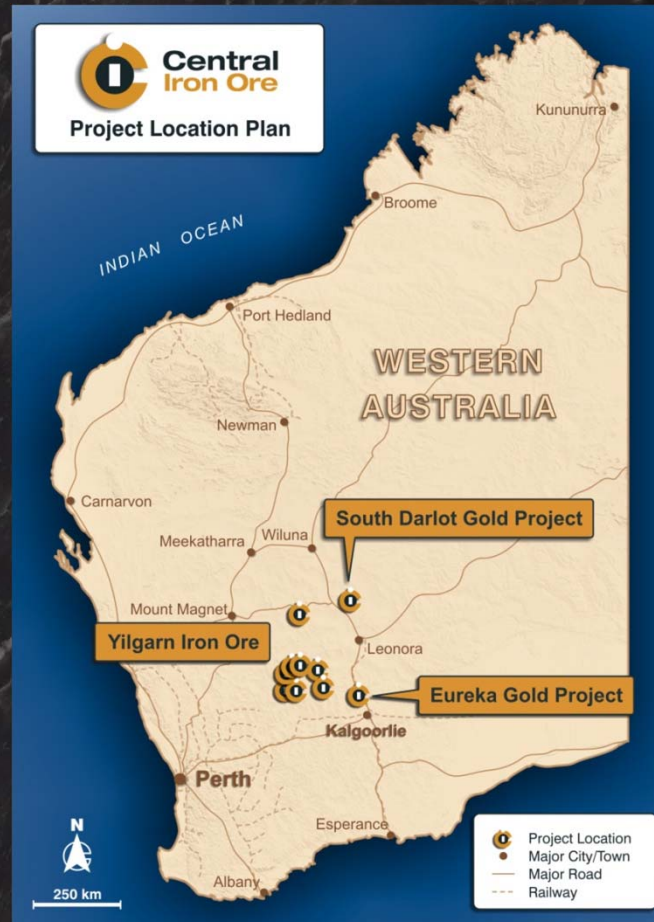 Central
Iron Ore
Project Location Plan
Kununurra
Broome
INDIAN OCEAN
Port Hedland
WESTERN
AUSTRALIA
Newman
Carnarvon
South Darlot Gold Project
Wiluna
Meekatharra
Mount Magnet
Yilgarn Iron Ore
Leonora
Eureka Gold Project
Kalgoorlie
Perth
Esperance
Albany
N
250 km
Project Location
Major City/Town
Major Road
Railway